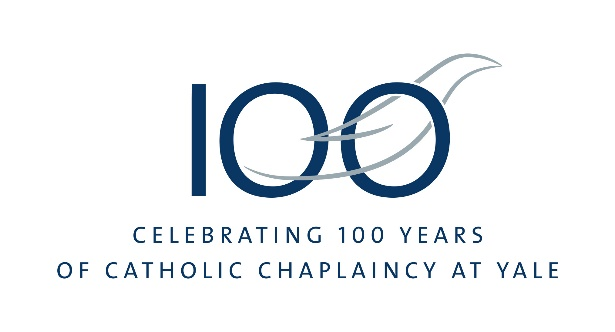 100
CELEBRATING 100 YEARS
OF CATHOLIC CHAPLAINCY AT YALE